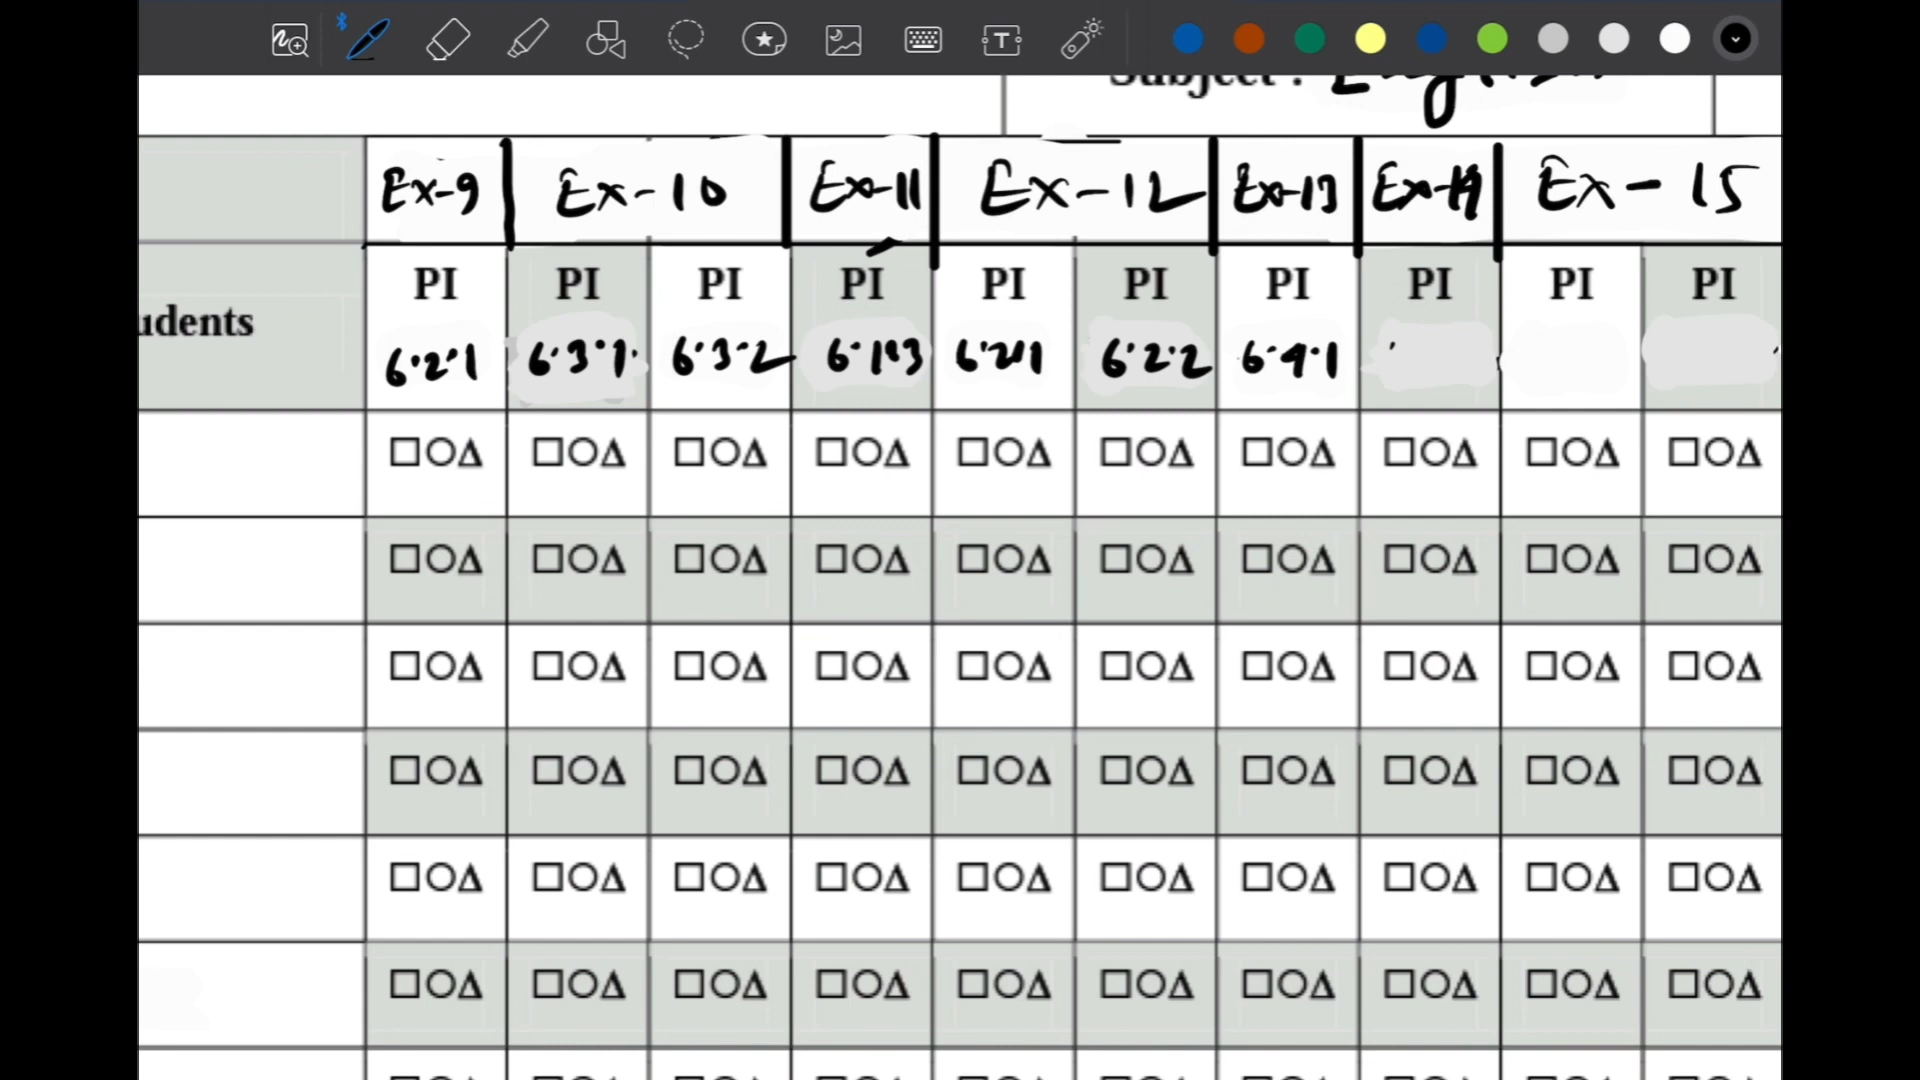 Subject : English
Ex-9 Ex-10 Ex-11 Ex-12 Ex-13 Ex-14 Ex-15
PI PI PI PI PI PI PI PI PI PI
udents
6.2.1 6.3.1 6.3.2 6.1.3 6.2.1 6.2.2 6.4.1